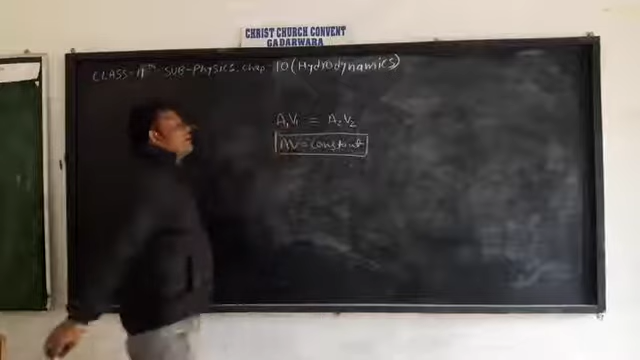 CHRIST CHURCH CONVENT
GADARWARA
CLASS-11th SUB-Physics. Chap-10 (Hydrodynamics)
A₁V₁ = A₂V₂
AV = Constant